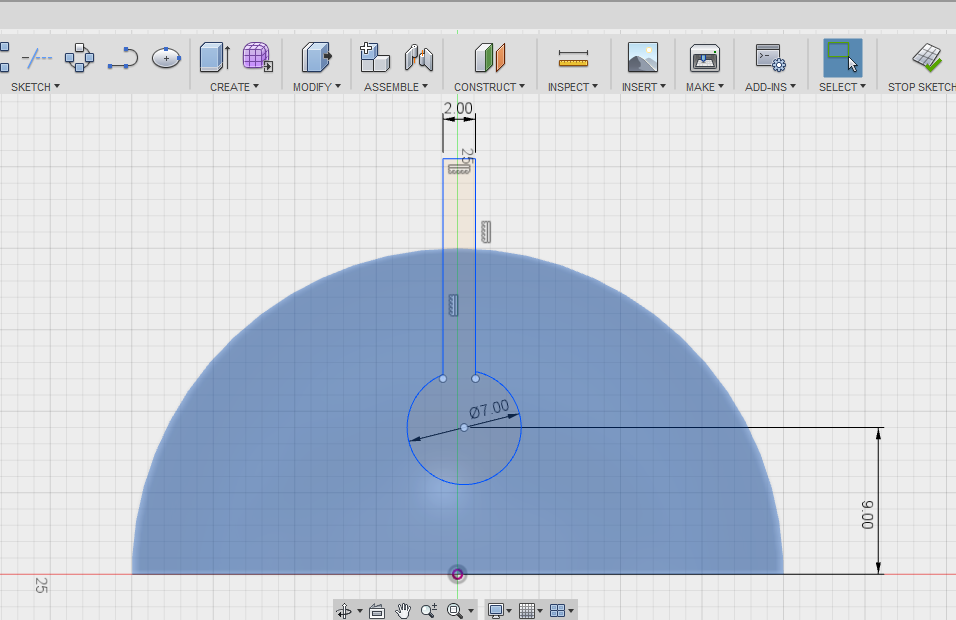 SKETCH CREATE MODIFY ASSEMBLE CONSTRUCT INSPECT INSERT MAKE ADD-INS SELECT STOP SKETCH
2.00
25
Ø7.00
9.00
25